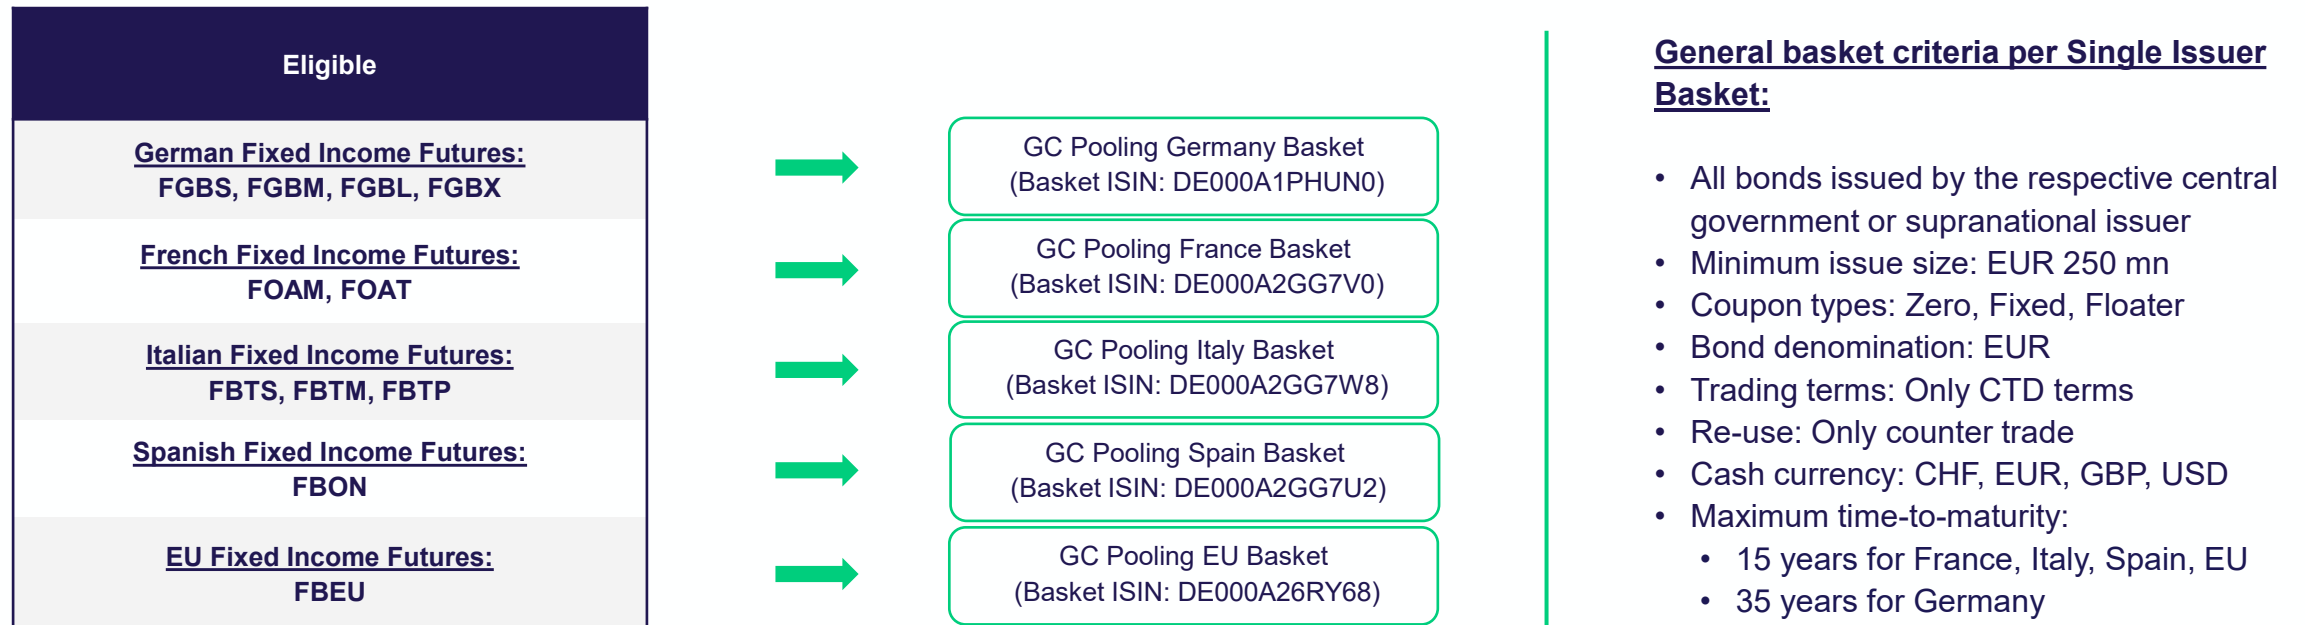 Eligible
German Fixed Income Futures:
FGBS, FGBM, FGBL, FGBX
French Fixed Income Futures:
FOAM, FOAT
Italian Fixed Income Futures:
FBTS, FBTM, FBTP
Spanish Fixed Income Futures:
FBON
EU Fixed Income Futures:
FBEU
GC Pooling Germany Basket
(Basket ISIN: DE000A1PHUN0)
GC Pooling France Basket
(Basket ISIN: DE000A2GG7V0)
GC Pooling Italy Basket
(Basket ISIN: DE000A2GG7W8)
GC Pooling Spain Basket
(Basket ISIN: DE000A2GG7U2)
GC Pooling EU Basket
(Basket ISIN: DE000A26RY68)
General basket criteria per Single Issuer
Basket:
• All bonds issued by the respective central
government or supranational issuer
• Minimum issue size: EUR 250 mn
• Coupon types: Zero, Fixed, Floater
• Bond denomination: EUR
• Trading terms: Only CTD terms
• Re-use: Only counter trade
• Cash currency: CHF, EUR, GBP, USD
• Maximum time-to-maturity:
• 15 years for France, Italy, Spain, EU
• 35 years for Germany